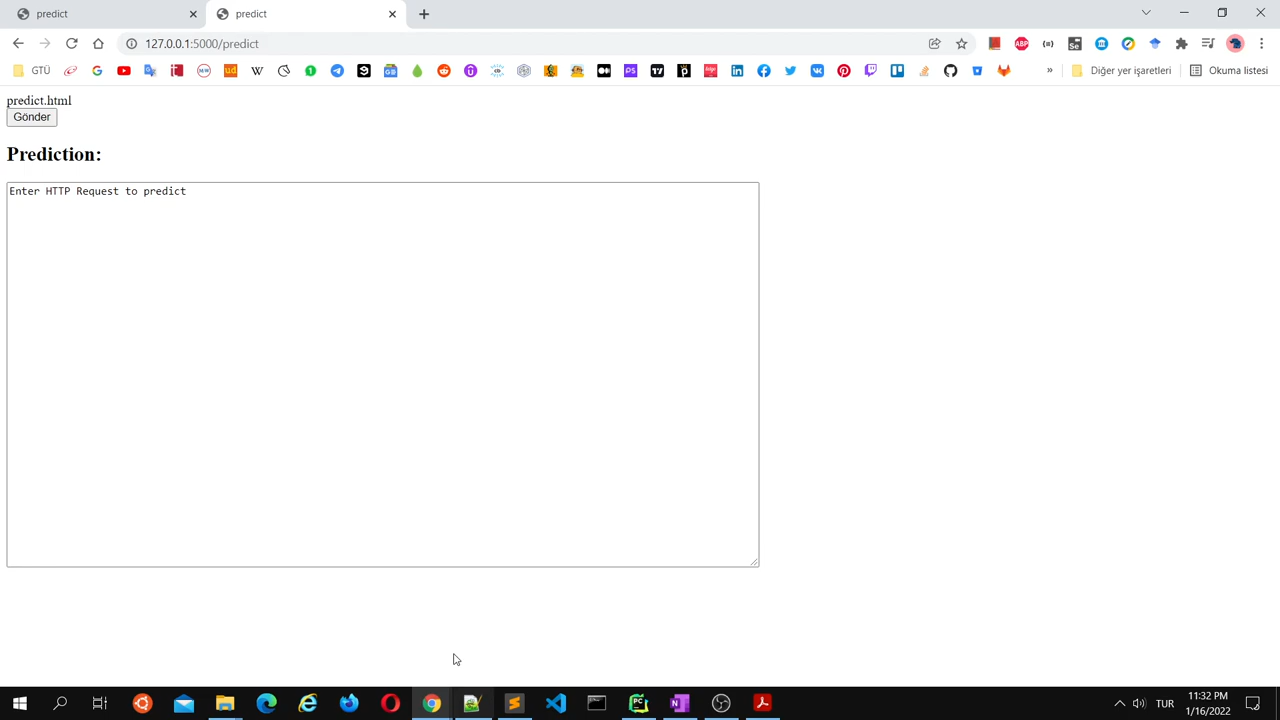 predict
predict
127.0.0.1:5000/predict
GTÜ
Diğer yer işaretleri
Okuma listesi
predict.html
Gönder
Prediction:
Enter HTTP Request to predict
TUR
11:32 PM
1/16/2022